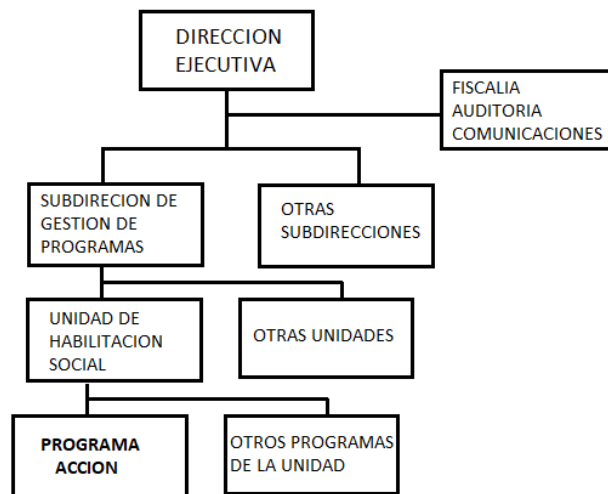 DIRECCION
EJECUTIVA
FISCALIA
AUDITORIA
COMUNICACIONES
SUBDIRECION DE
GESTION DE
PROGRAMAS
OTRAS
SUBDIRECCIONES
UNIDAD DE
HABILITACION
SOCIAL
OTRAS UNIDADES
PROGRAMA
ACCION
OTROS PROGRAMAS
DE LA UNIDAD